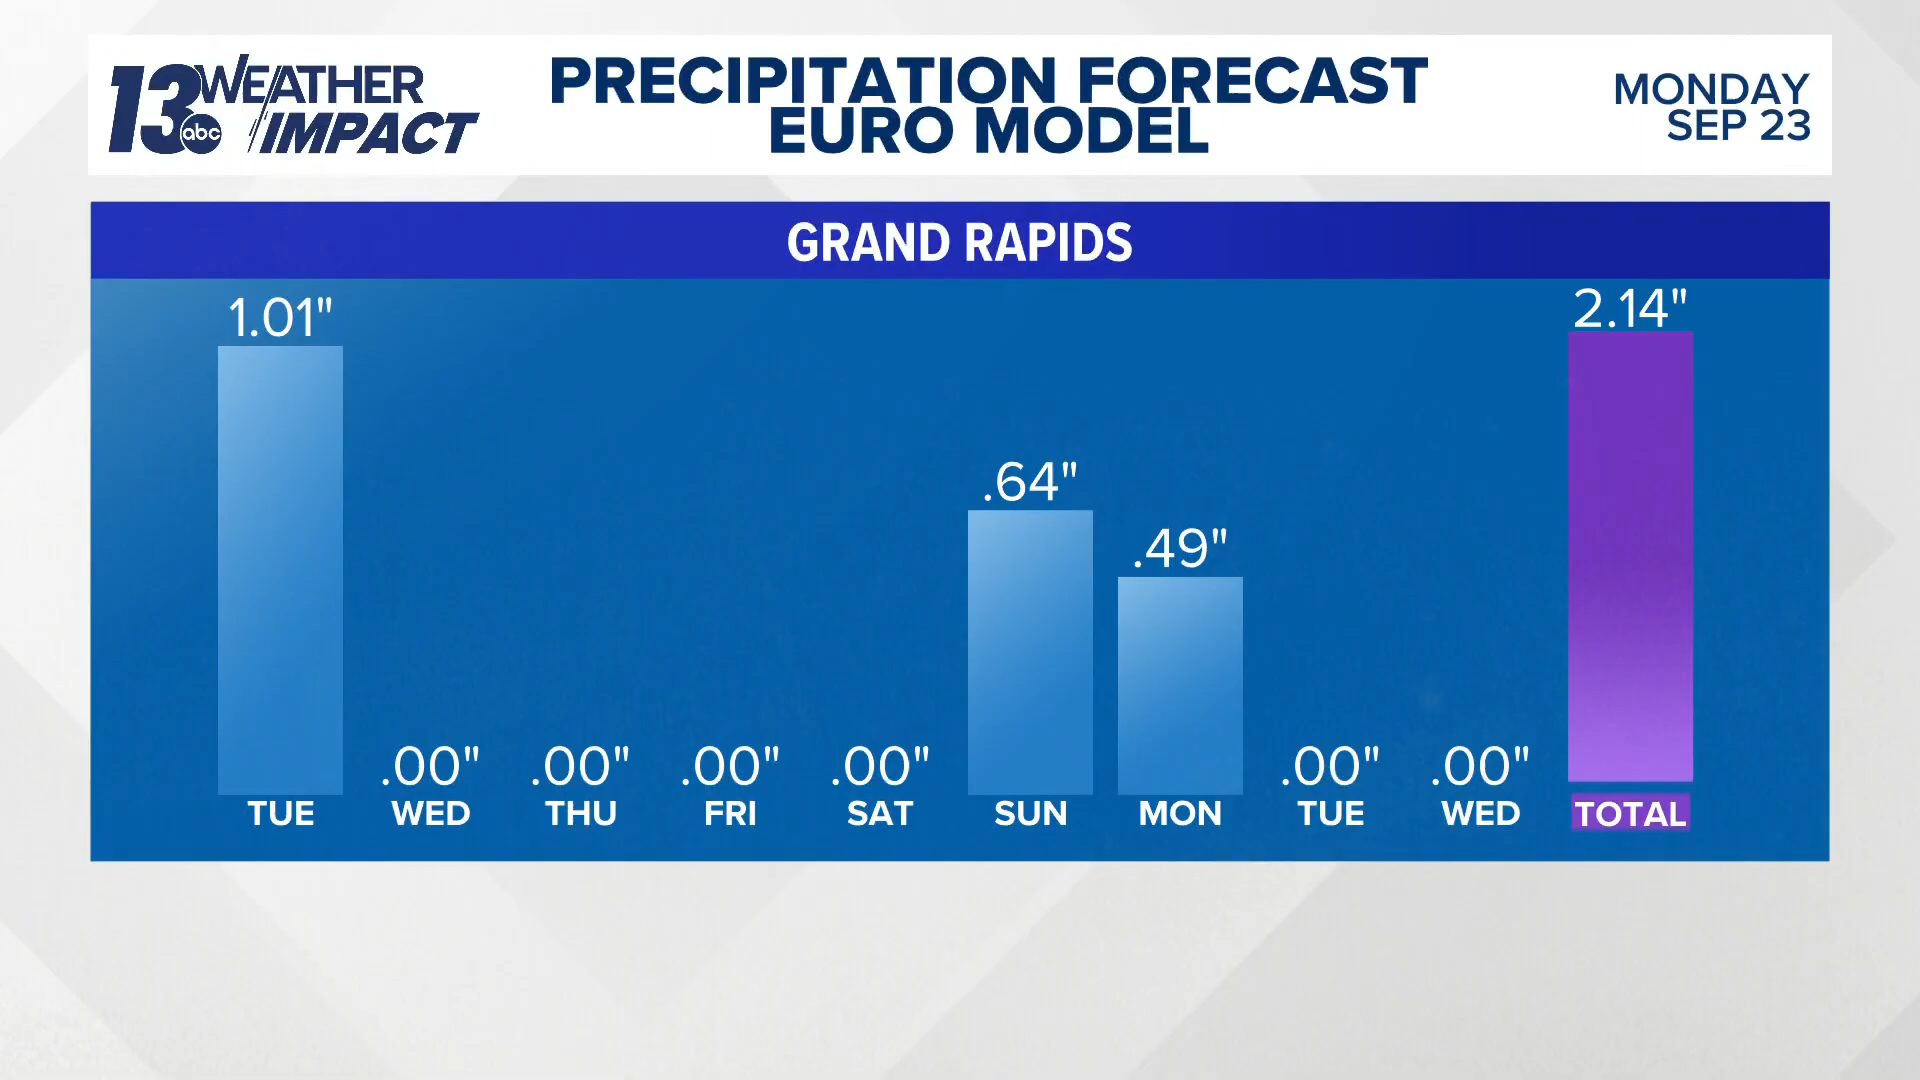 13 WEATHER
abc IMPACT
PRECIPITATION FORECAST
EURO MODEL
MONDAY
SEP 23
GRAND RAPIDS
1.01" .00" .00" .00" .00" .64" .49" .00" .00" 2.14"
TUE WED THU FRI SAT SUN MON TUE WED TOTAL